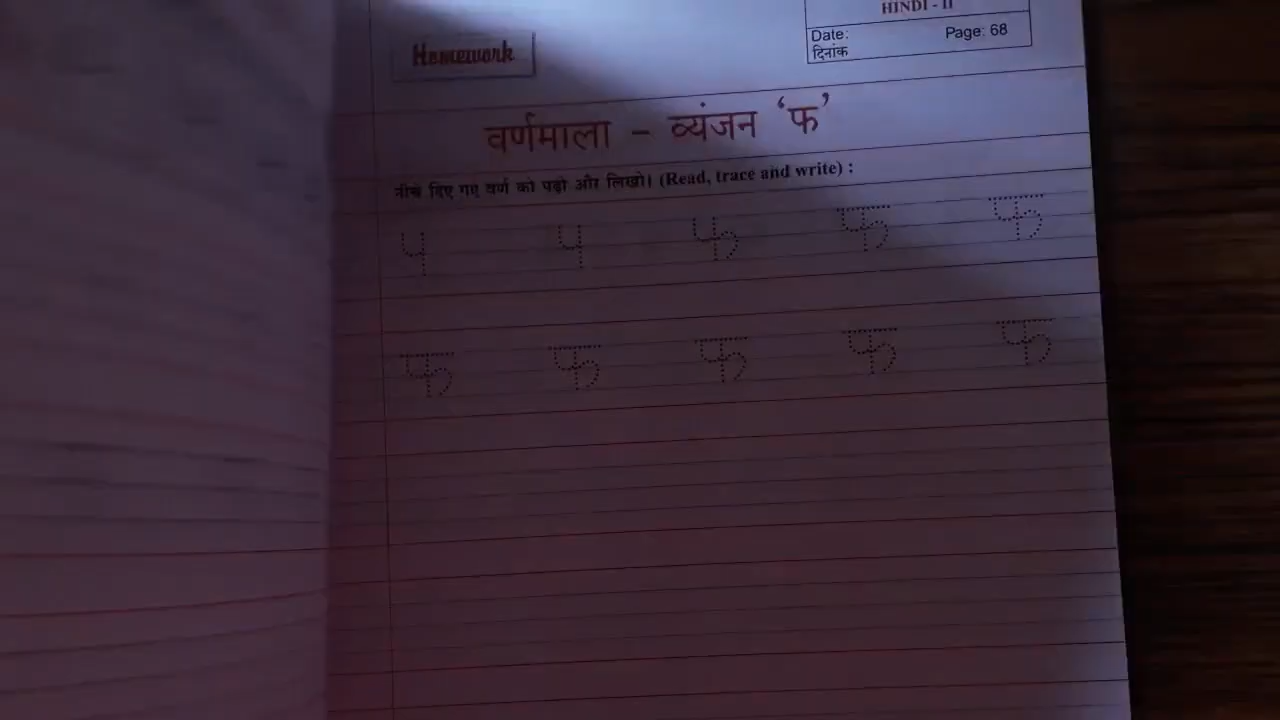 HINDI - II
Homework
Date: Page: 68
दिनांक
वर्णमाला – व्यंजन ‘फ’
नीचे दिए गए वर्ण को पढ़ो और लिखो। (Read, trace and write) :
प प फ फ फ
फ फ फ फ फ